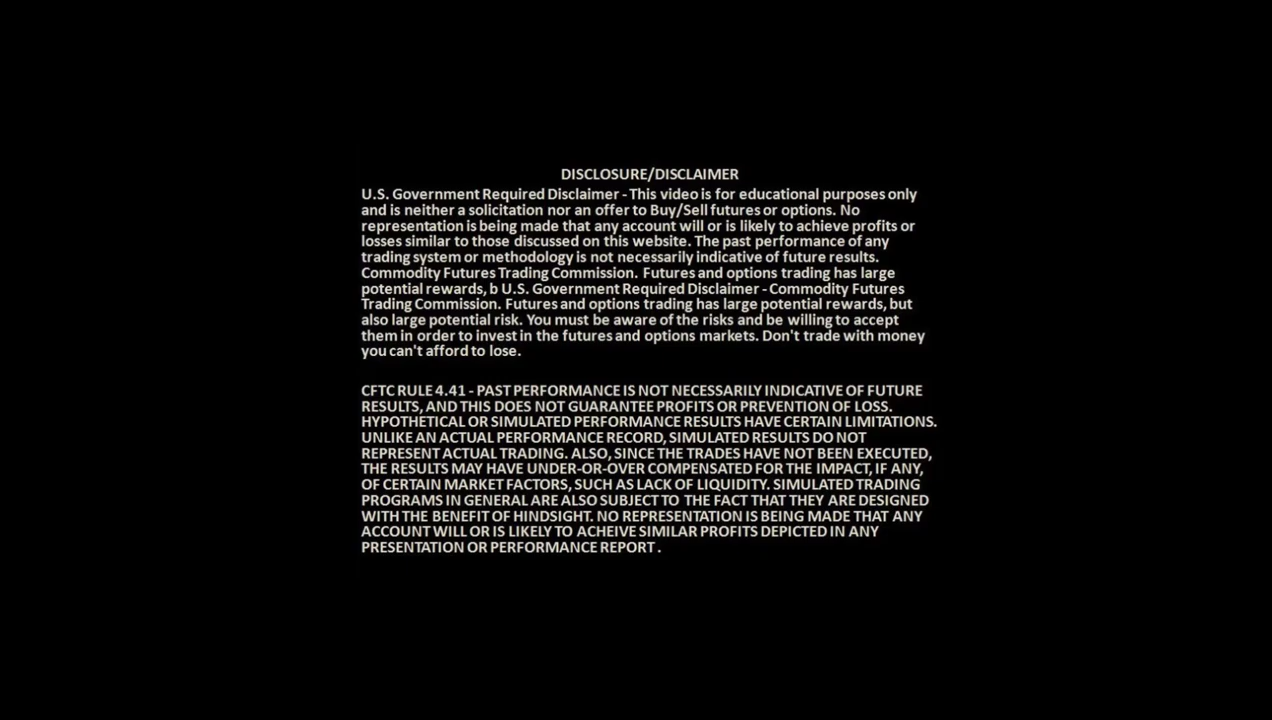 DISCLOSURE/DISCLAIMER
U.S. Government Required Disclaimer - This video is for educational purposes only
and is neither a solicitation nor an offer to Buy/Sell futures or options. No
representation is being made that any account will or is likely to achieve profits or
losses similar to those discussed on this website. The past performance of any
trading system or methodology is not necessarily indicative of future results.
Commodity Futures Trading Commission. Futures and options trading has large
potential rewards, b U.S. Government Required Disclaimer - Commodity Futures
Trading Commission. Futures and options trading has large potential rewards, but
also large potential risk. You must be aware of the risks and be willing to accept
them in order to invest in the futures and options markets. Don't trade with money
you can't afford to lose.
CFTC RULE 4.41 - PAST PERFORMANCE IS NOT NECESSARILY INDICATIVE OF FUTURE
RESULTS, AND THIS DOES NOT GUARANTEE PROFITS OR PREVENTION OF LOSS.
HYPOTHETICAL OR SIMULATED PERFORMANCE RESULTS HAVE CERTAIN LIMITATIONS.
UNLIKE AN ACTUAL PERFORMANCE RECORD, SIMULATED RESULTS DO NOT
REPRESENT ACTUAL TRADING. ALSO, SINCE THE TRADES HAVE NOT BEEN EXECUTED,
THE RESULTS MAY HAVE UNDER-OR-OVER COMPENSATED FOR THE IMPACT, IF ANY,
OF CERTAIN MARKET FACTORS, SUCH AS LACK OF LIQUIDITY. SIMULATED TRADING
PROGRAMS IN GENERAL ARE ALSO SUBJECT TO THE FACT THAT THEY ARE DESIGNED
WITH THE BENEFIT OF HINDSIGHT. NO REPRESENTATION IS BEING MADE THAT ANY
ACCOUNT WILL OR IS LIKELY TO ACHEIVE SIMILAR PROFITS DEPICTED IN ANY
PRESENTATION OR PERFORMANCE REPORT .